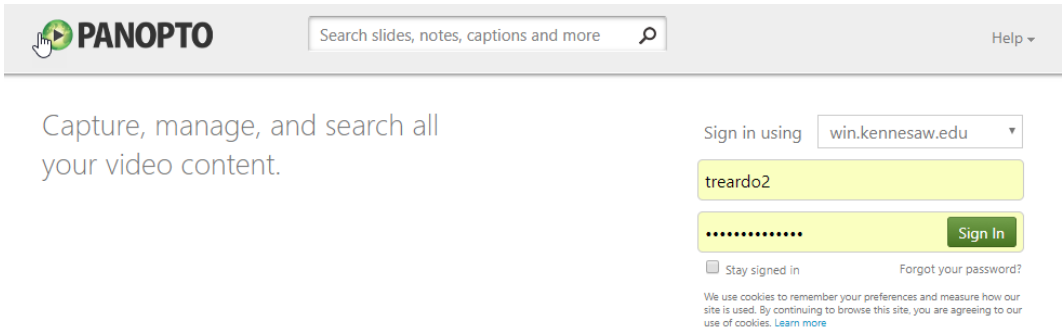 PANOPTO
Search slides, notes, captions and more
Help
Capture, manage, and search all
your video content.
Sign in using win.kennesaw.edu
treardo2
••••••••••••••
Sign In
Stay signed in
Forgot your password?
We use cookies to remember your preferences and measure how our
site is used. By continuing to browse this site, you are agreeing to our
use of cookies. Learn more